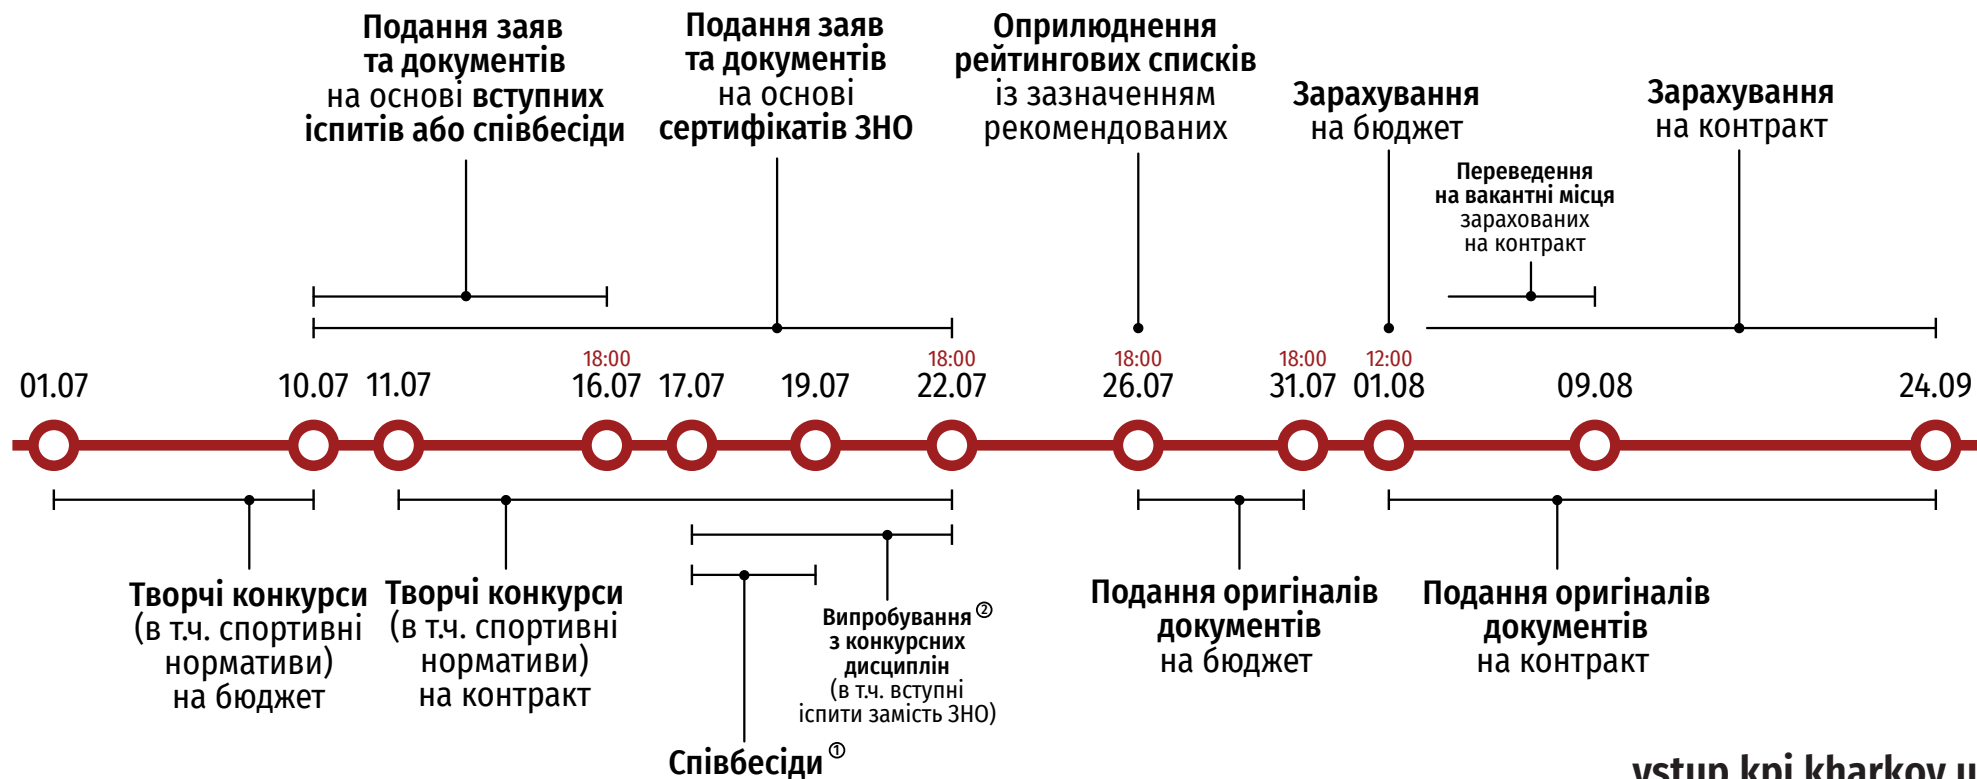 Подання заяв
та документів
на основі вступних
іспитів або співбесіди
Подання заяв
та документів
на основі
сертифікатів ЗНО
Оприлюднення
рейтингових списків
із зазначенням
рекомендованих
Зарахування
на бюджет
Зарахування
на контракт
Переведення
на вакантні місця
зарахованих
на контракт
18:00
18:00
18:00
18:00
12:00
01.07
10.07
11.07
16.07
17.07
19.07
22.07
26.07
31.07
01.08
09.08
24.09
Творчі конкурси
(в т.ч. спортивні
нормативи)
на бюджет
Творчі конкурси
(в т.ч. спортивні
нормативи)
на контракт
Співбесіди ①
Випробування ②
з конкурсних
дисциплін
(в т.ч. вступні
іспити замість ЗНО)
Подання оригіналів
документів
на бюджет
Подання оригіналів
документів
на контракт
vstup.kpi.kharkov.u